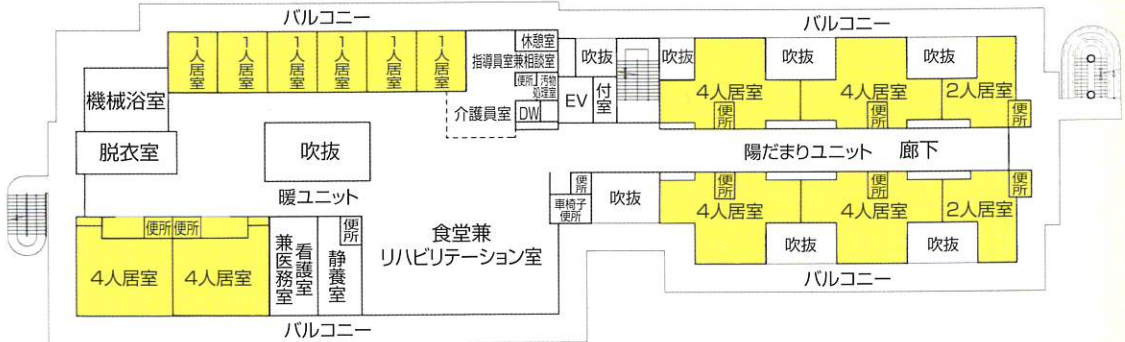 バルコニー
バルコニー
1人居室
1人居室
1人居室
1人居室
1人居室
1人居室
休憩室
指導員室兼相談室
便所
汚物処理室
介護員室
DW
EV
付室
吹抜
吹抜
吹抜
吹抜
4人居室
便所
4人居室
便所
2人居室
便所
機械浴室
脱衣室
吹抜
暖ユニット
陽だまりユニット 廊下
便所
車椅子
便所
吹抜
便所
4人居室
便所
4人居室
便所
2人居室
吹抜
吹抜
便所
便所
4人居室
4人居室
看護室
兼医務室
便所
静養室
食堂兼
リハビリテーション室
バルコニー
バルコニー